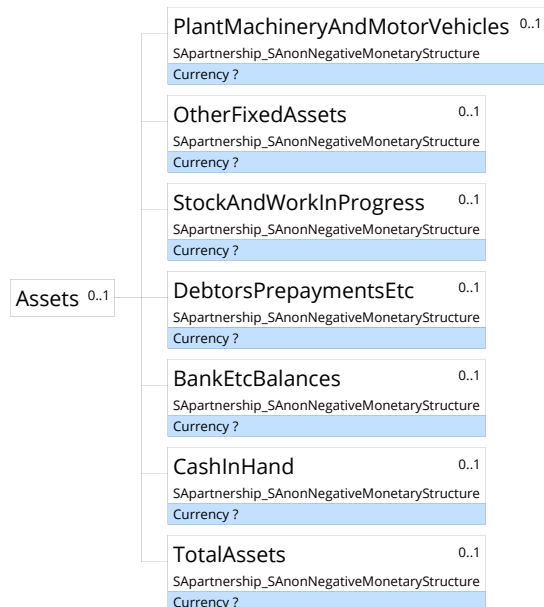 PlantMachineryAndMotorVehicles 0..1
SApartnership_SAnonNegativeMonetaryStructure
Currency ?
OtherFixedAssets 0..1
SApartnership_SAnonNegativeMonetaryStructure
Currency ?
StockAndWorkInProgress 0..1
SApartnership_SAnonNegativeMonetaryStructure
Currency ?
Assets 0..1
DebtorsPrepaymentsEtc 0..1
SApartnership_SAnonNegativeMonetaryStructure
Currency ?
BankEtcBalances 0..1
SApartnership_SAnonNegativeMonetaryStructure
Currency ?
CashInHand 0..1
SApartnership_SAnonNegativeMonetaryStructure
Currency ?
TotalAssets 0..1
SApartnership_SAnonNegativeMonetaryStructure
Currency ?